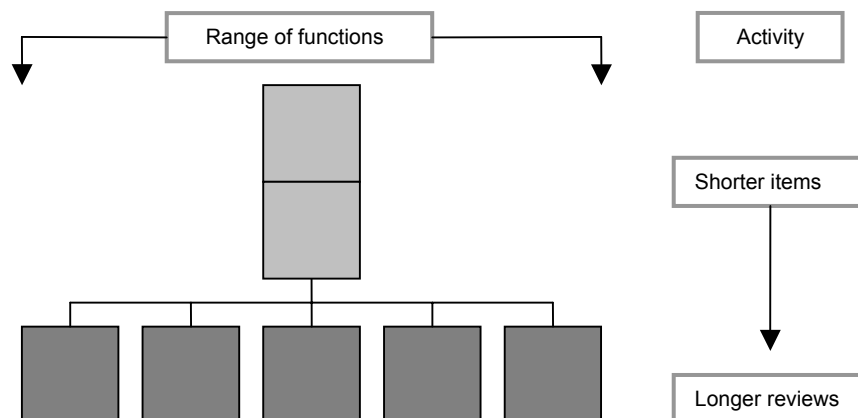 Range of functions
Activity
Shorter items
Longer reviews